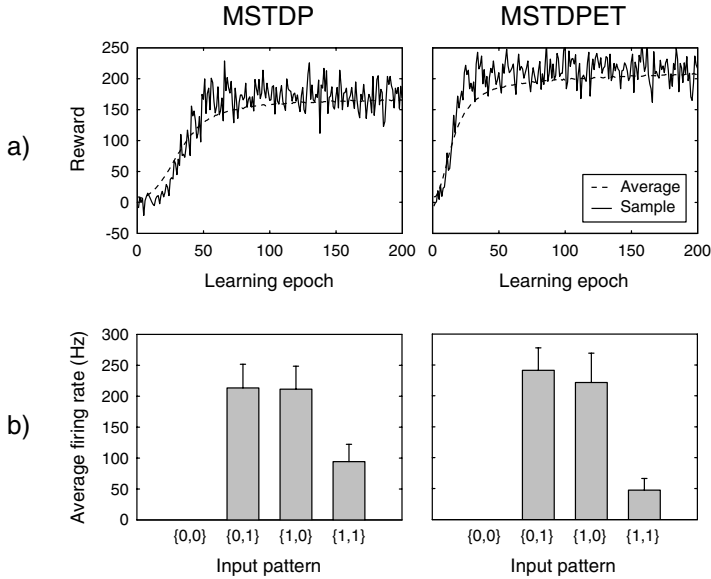 MSTDP MSTDPET
a)
Reward
250
200
150
100
50
0
-50
0 50 100 150 200
Learning epoch
0 50 100 150 200
Learning epoch
Average
Sample
b)
Average firing rate (Hz)
300
250
200
150
100
50
0
{0,0} {0,1} {1,0} {1,1}
Input pattern
{0,0} {0,1} {1,0} {1,1}
Input pattern